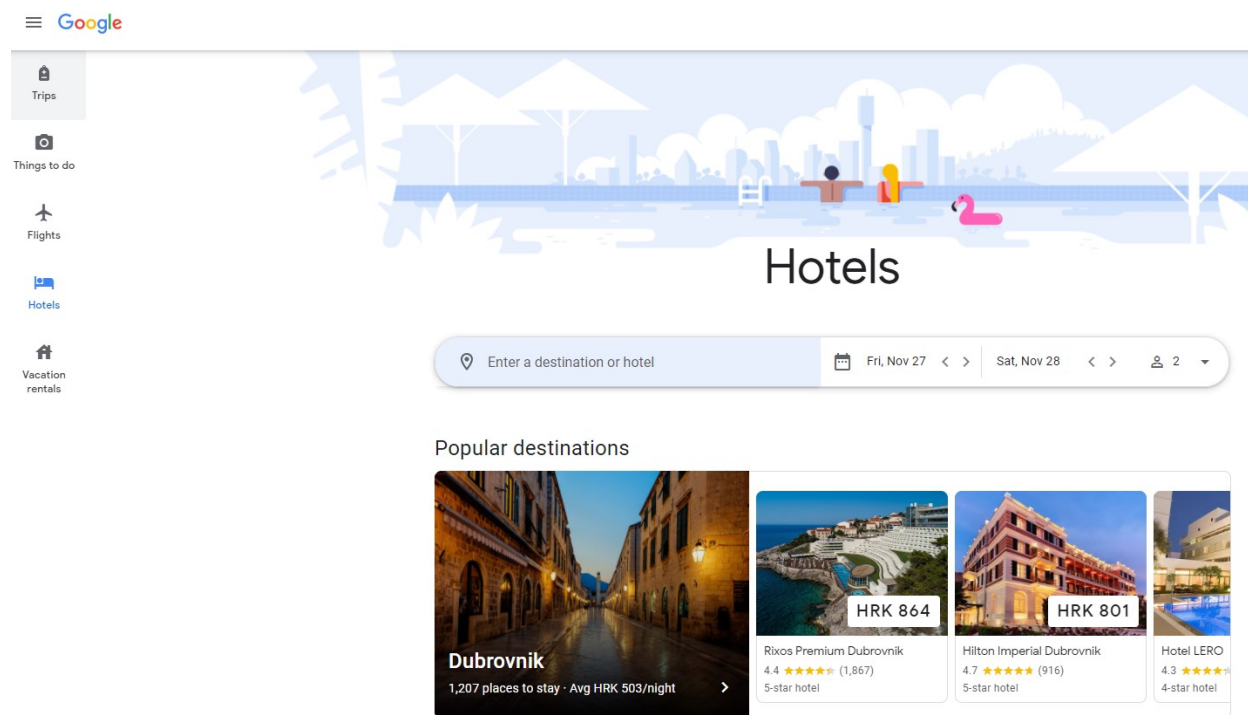 Google
Trips
Things to do
Flights
Hotels
Vacation
rentals
Hotels
Enter a destination or hotel
Fri, Nov 27
Sat, Nov 28
2
Popular destinations
Dubrovnik
1,207 places to stay · Avg HRK 503/night
HRK 864
Rixos Premium Dubrovnik
4.4 (1,867)
5-star hotel
HRK 801
Hilton Imperial Dubrovnik
4.7 (916)
5-star hotel
Hotel LERO
4.3
4-star hotel